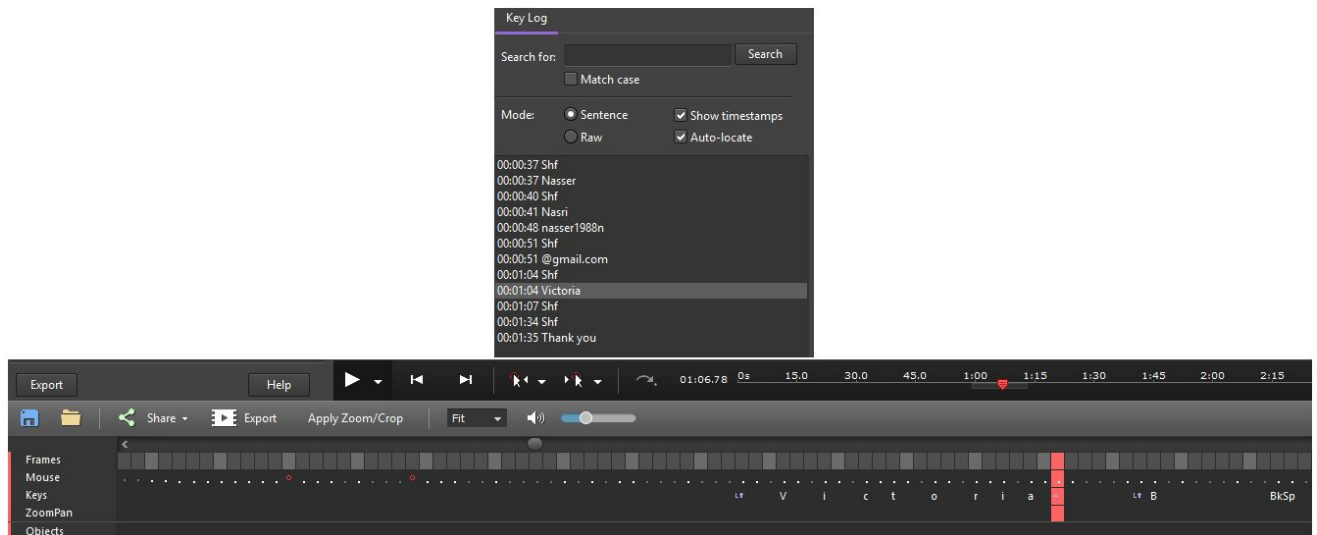 Key Log
Search for: Search
Match case
Mode: Sentence Show timestamps
Raw Auto-locate
00:00:37 Shf
00:00:37 Nasser
00:00:40 Shf
00:00:41 Nasri
00:00:48 nasser1988n
00:00:51 Shf
00:00:51 @gmail.com
00:01:04 Shf
00:01:04 Victoria
00:01:07 Shf
00:01:34 Shf
00:01:35 Thank you
Export Help 01:06.78 0s 15.0 30.0 45.0 1:00 1:15 1:30 1:45 2:00 2:15
Share Export Apply Zoom/Crop Fit
Frames
Mouse
Keys L⇑ V i c t o r i a L⇑ B BkSp
ZoomPan
Objects